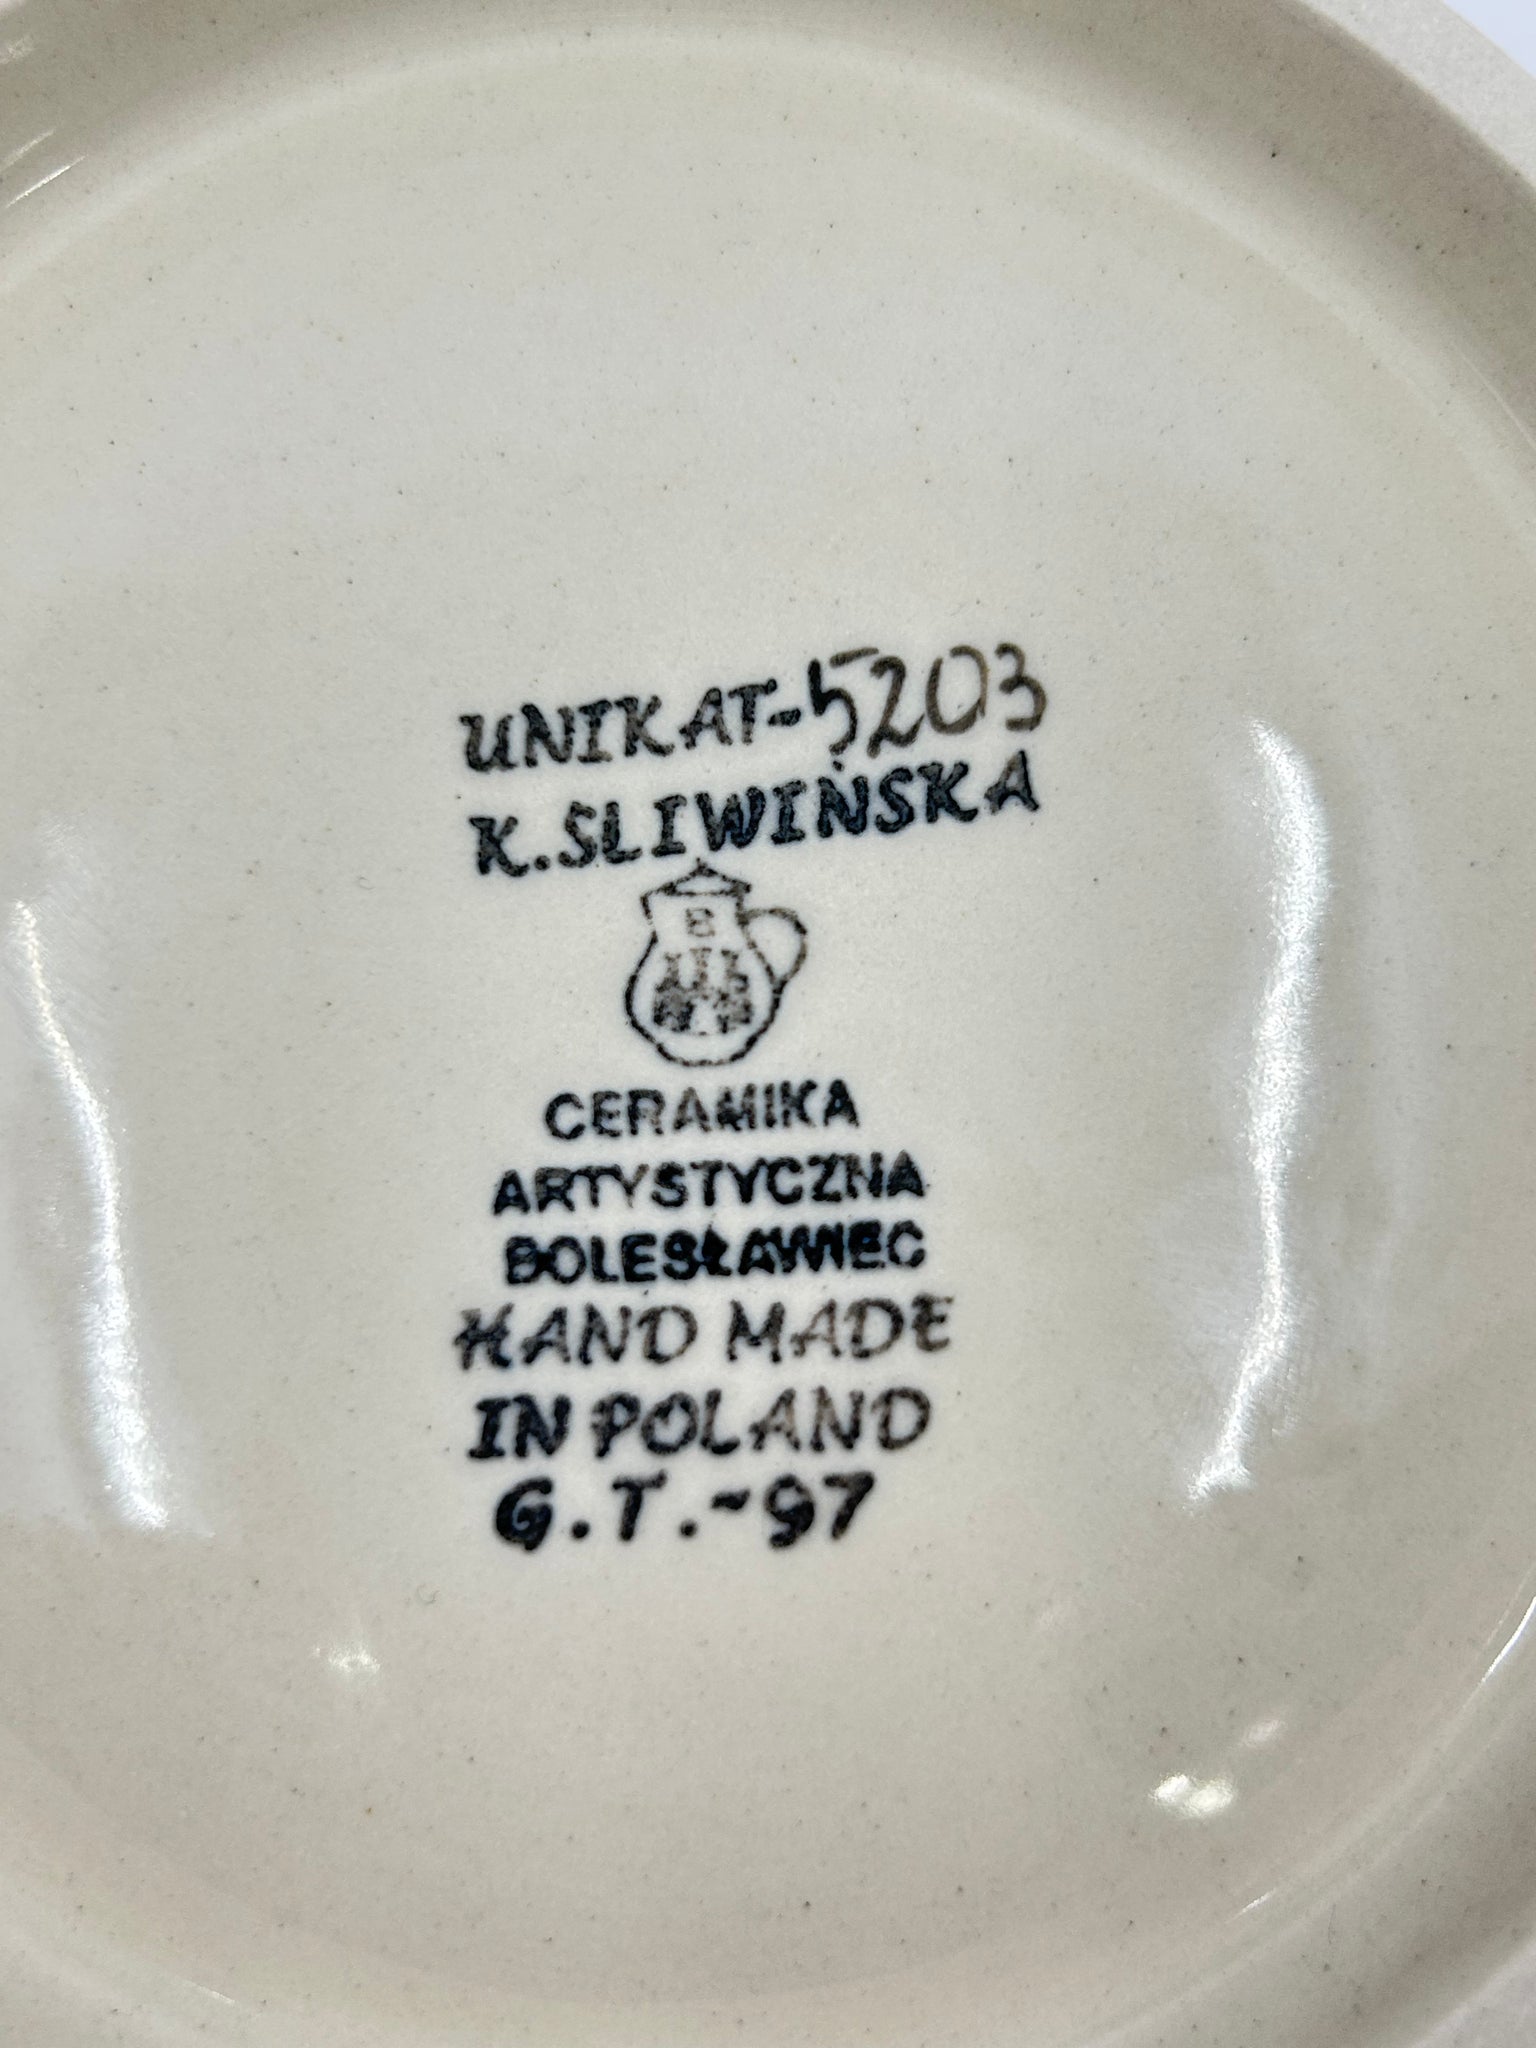 UNIKAT-5203
K.SLIWIŃSKA
B
CERAMIKA
ARTYSTYCZNA
BOLESŁAWIEC
HAND MADE
IN POLAND
G.T.-97